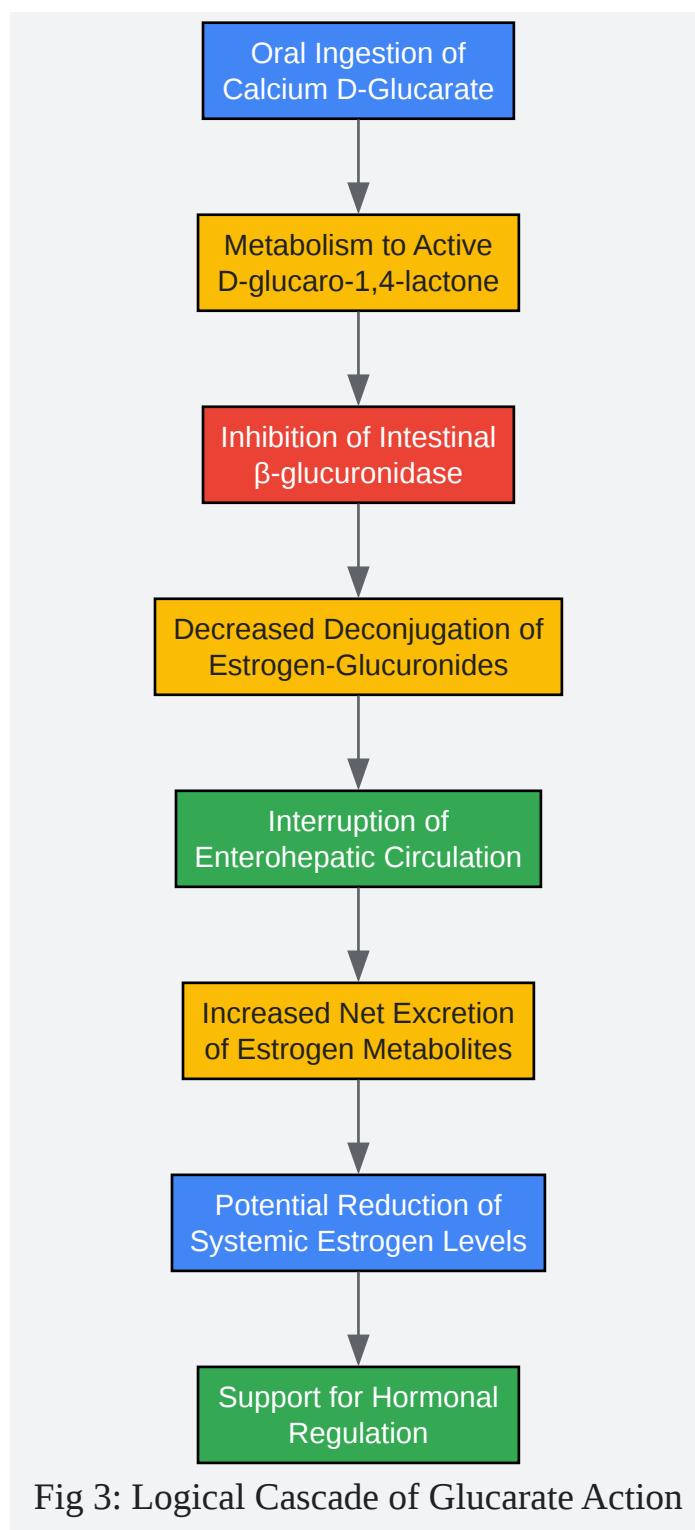 Oral Ingestion of
Calcium D-Glucarate
Metabolism to Active
D-glucaro-1,4-lactone
Inhibition of Intestinal
β-glucuronidase
Decreased Deconjugation of
Estrogen-Glucuronides
Interruption of
Enterohepatic Circulation
Increased Net Excretion
of Estrogen Metabolites
Potential Reduction of
Systemic Estrogen Levels
Support for Hormonal
Regulation
Fig 3: Logical Cascade of Glucarate Action